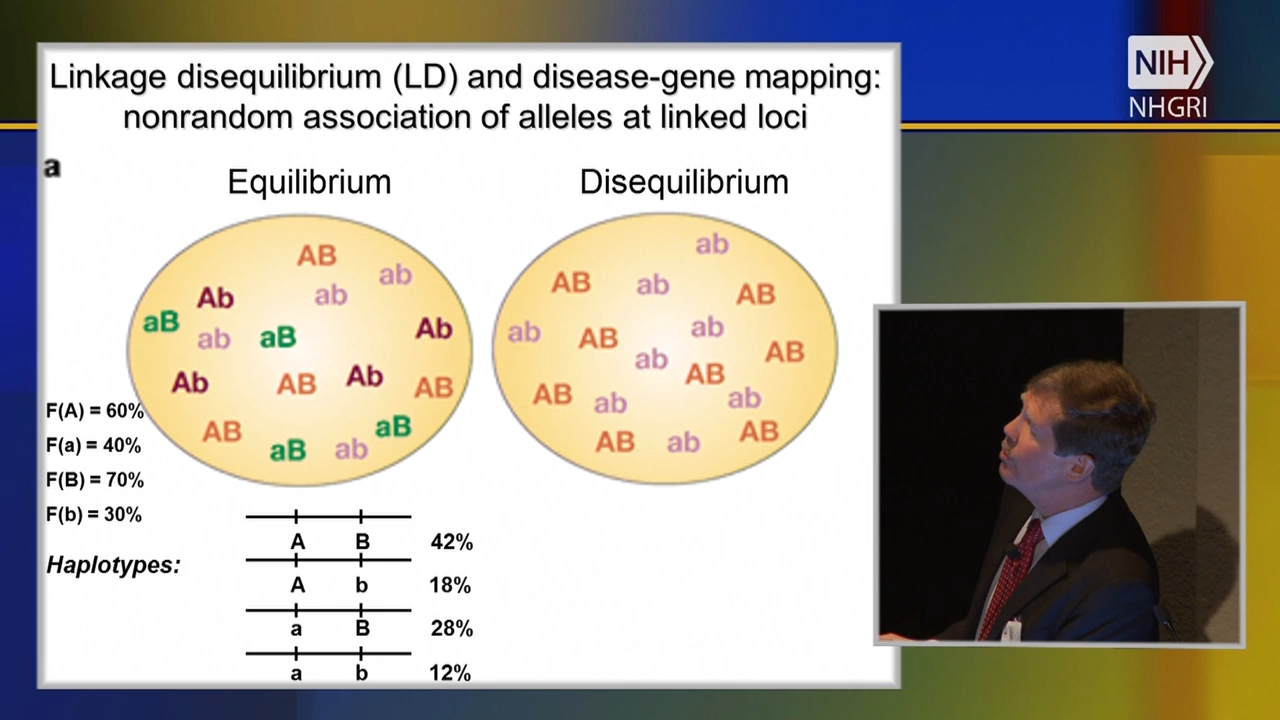 Linkage disequilibrium (LD) and disease-gene mapping:
nonrandom association of alleles at linked loci
a
Equilibrium
AB
ab
Ab
ab
aB
ab
aB
Ab
Ab
AB
Ab
AB
AB
aB
aB
ab
Disequilibrium
ab
AB
ab
AB
ab
AB
ab
ab
AB
AB
AB
ab
ab
AB
ab
AB
F(A) = 60%
F(a) = 40%
F(B) = 70%
F(b) = 30%
Haplotypes:
A B 42%
A b 18%
a B 28%
a b 12%
NIH
NHGRI